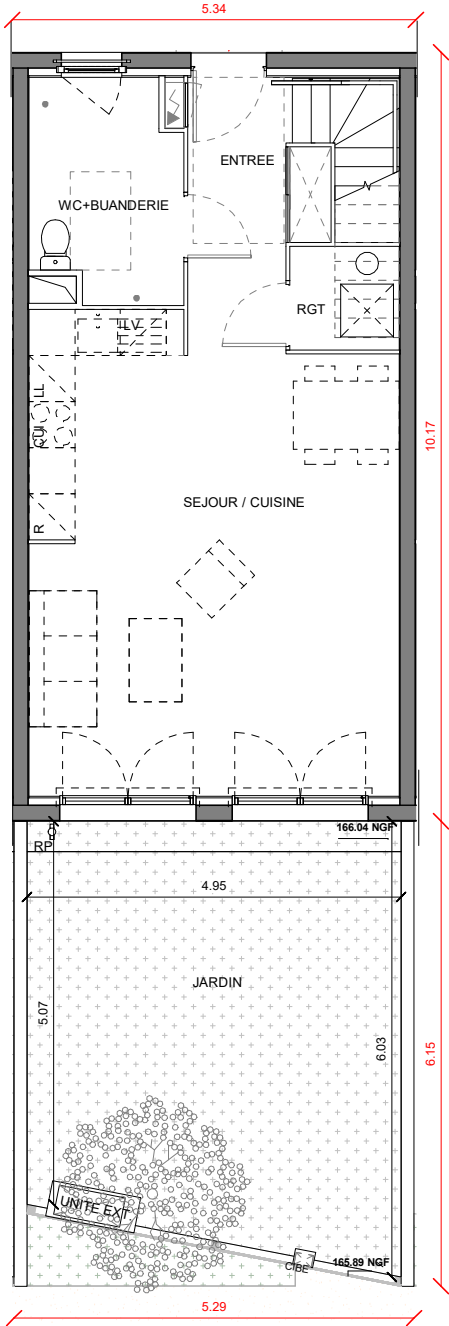 5.34
ENTREE
WC+BUANDERIE
RGT
LV
LL
CUI
R
10.17
SEJOUR / CUISINE
166.04 NGF
RP
4.95
JARDIN
5.07
6.03
6.15
UNITE EXT
CIBE
165.89 NGF
5.29